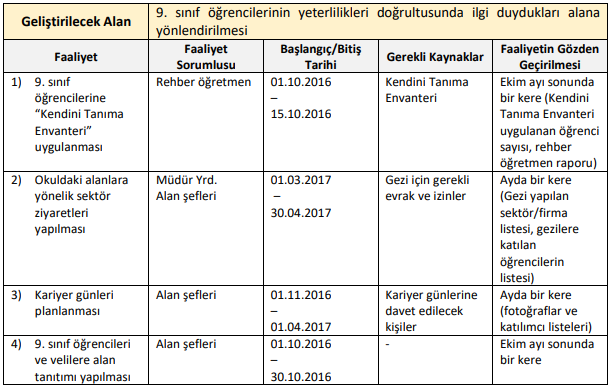 Geliştirilecek Alan
9. sınıf öğrencilerinin yeterlilikleri doğrultusunda ilgi duydukları alana
yönlendirilmesi
Faaliyet
Faaliyet
Sorumlusu
Başlangıç/Bitiş
Tarihi
Gerekli Kaynaklar
Faaliyetin Gözden
Geçirilmesi
1) 9. sınıf
öğrencilerine
“Kendini Tanıma
Envanteri”
uygulanması
Rehber öğretmen
01.10.2016
–
15.10.2016
Kendini Tanıma
Envanteri
Ekim ayı sonunda
bir kere (Kendini
Tanıma Envanteri
uygulanan öğrenci
sayısı, rehber
öğretmen raporu)
2) Okuldaki alanlara
yönelik sektör
ziyaretleri
yapılması
Müdür Yrd.
Alan şefleri
01.03.2017
–
30.04.2017
Gezi için gerekli
evrak ve izinler
Ayda bir kere
(Gezi yapılan
sektör/firma
listesi, gezilere
katılan
öğrencilerin
listesi)
3) Kariyer günleri
planlanması
Alan şefleri
01.11.2016
–
01.04.2017
Kariyer günlerine
davet edilecek
kişiler
Ayda bir kere
(fotoğraflar ve
katılımcı listeleri)
4) 9. sınıf öğrencileri
ve velilere alan
tanıtımı yapılması
Alan şefleri
01.10.2016
–
30.10.2016
-
Ekim ayı sonunda
bir kere